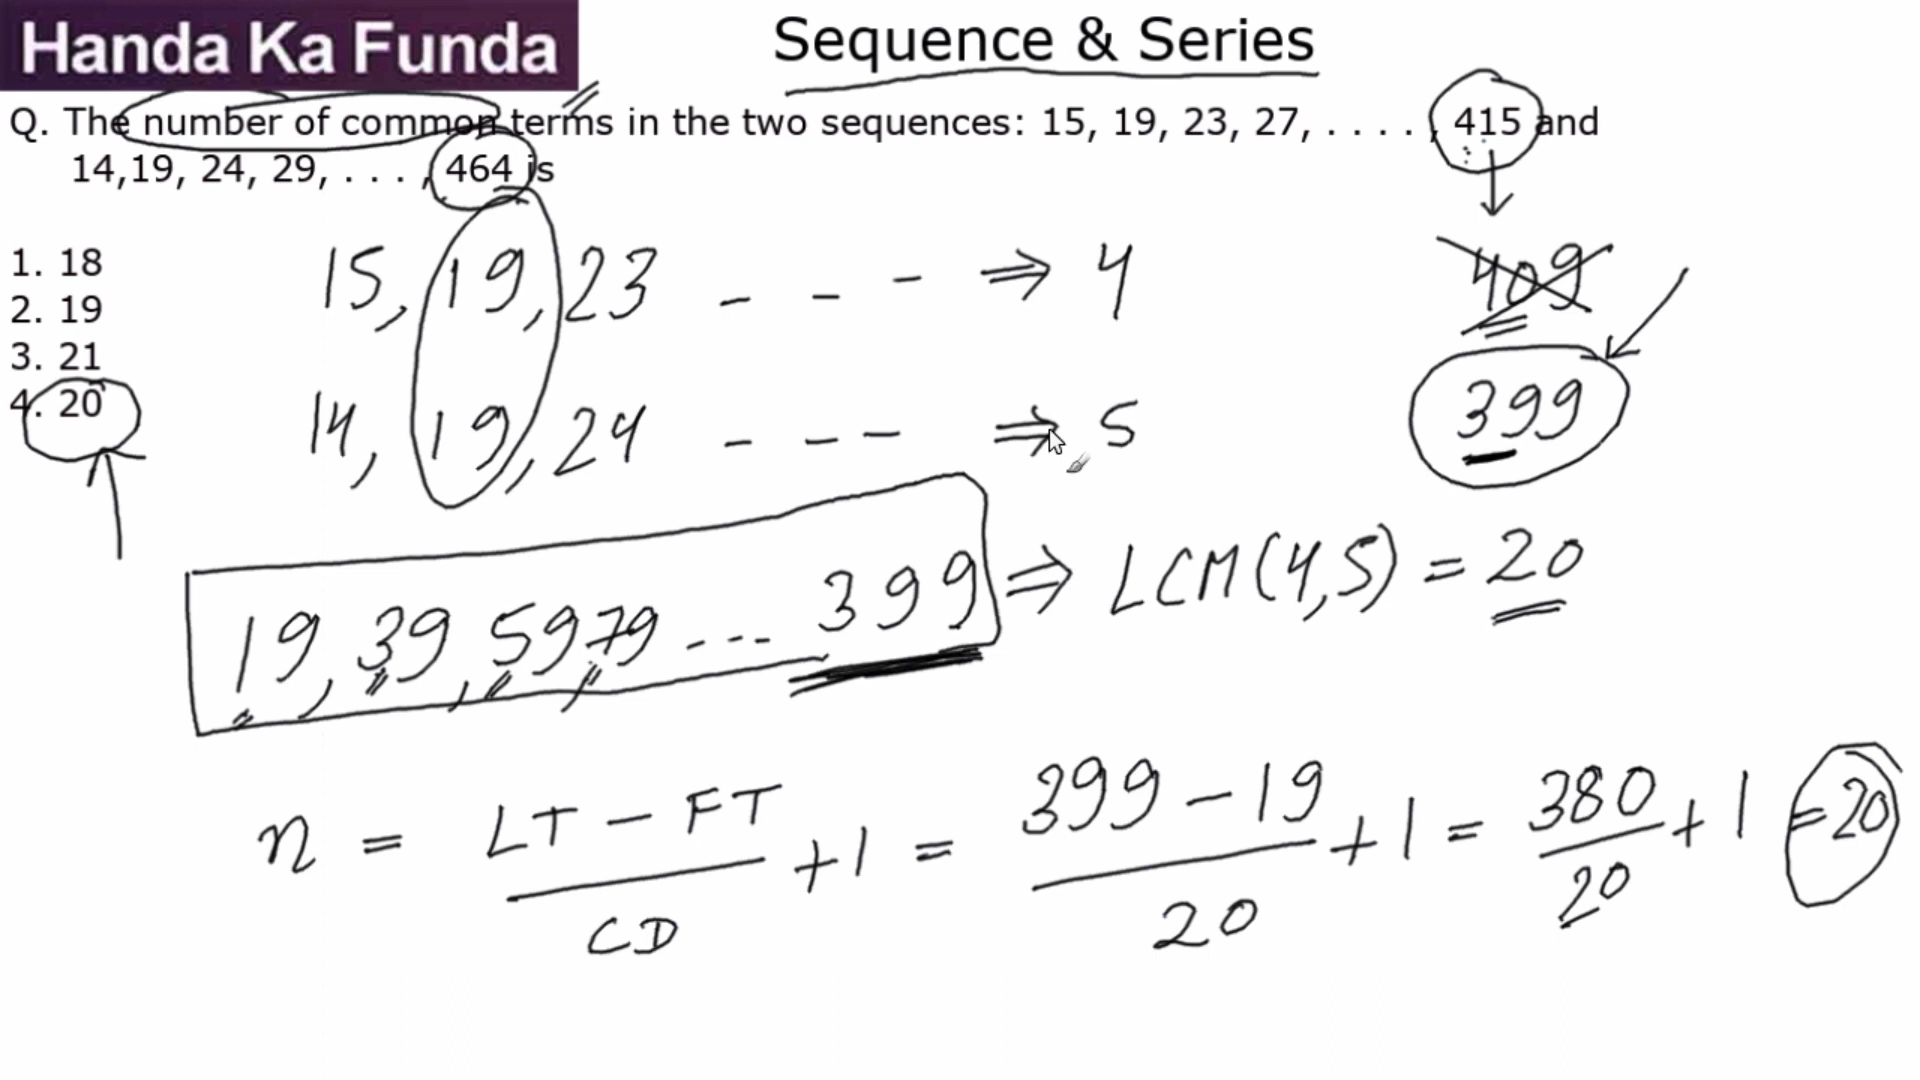 Handa Ka Funda
Sequence & Series
Q. The number of common terms in the two sequences: 15, 19, 23, 27, . . . . , 415 and
14,19, 24, 29, . . . , 464 is
1. 18
2. 19
3. 21
4. 20
15, 19, 23 - - - ⇒ 4
409
399
14, 19, 24 - - - ⇒ 5
19, 39, 59, 79 --- 399 ⇒ LCM(4,5) = 20
n = LT - FT / CD + 1 = 399 - 19 / 20 + 1 = 380 / 20 + 1 = 20